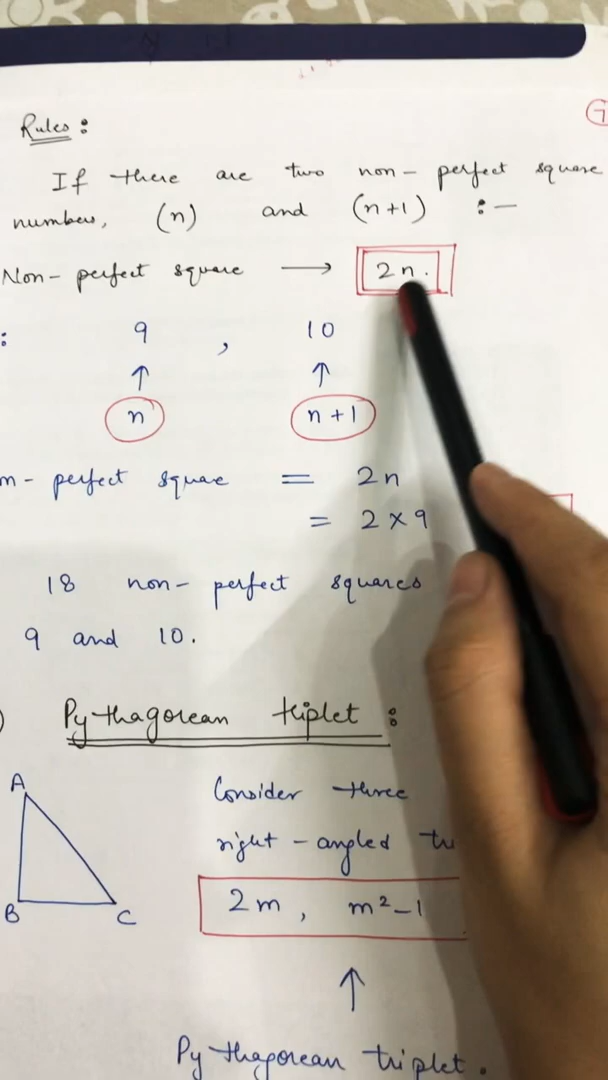 Rules :
If there are two non-perfect square
numbers, (n) and (n+1) :-
Non-perfect square → 2n.
: 9 , 10
↑ ↑
n n+1
perfect square = 2n
= 2×9
18 non-perfect squares
9 and 10.
Pythagorean triplet :
A
B C
Consider three
right-angled
2m, m²-1
↑
Pythagorean triplet.